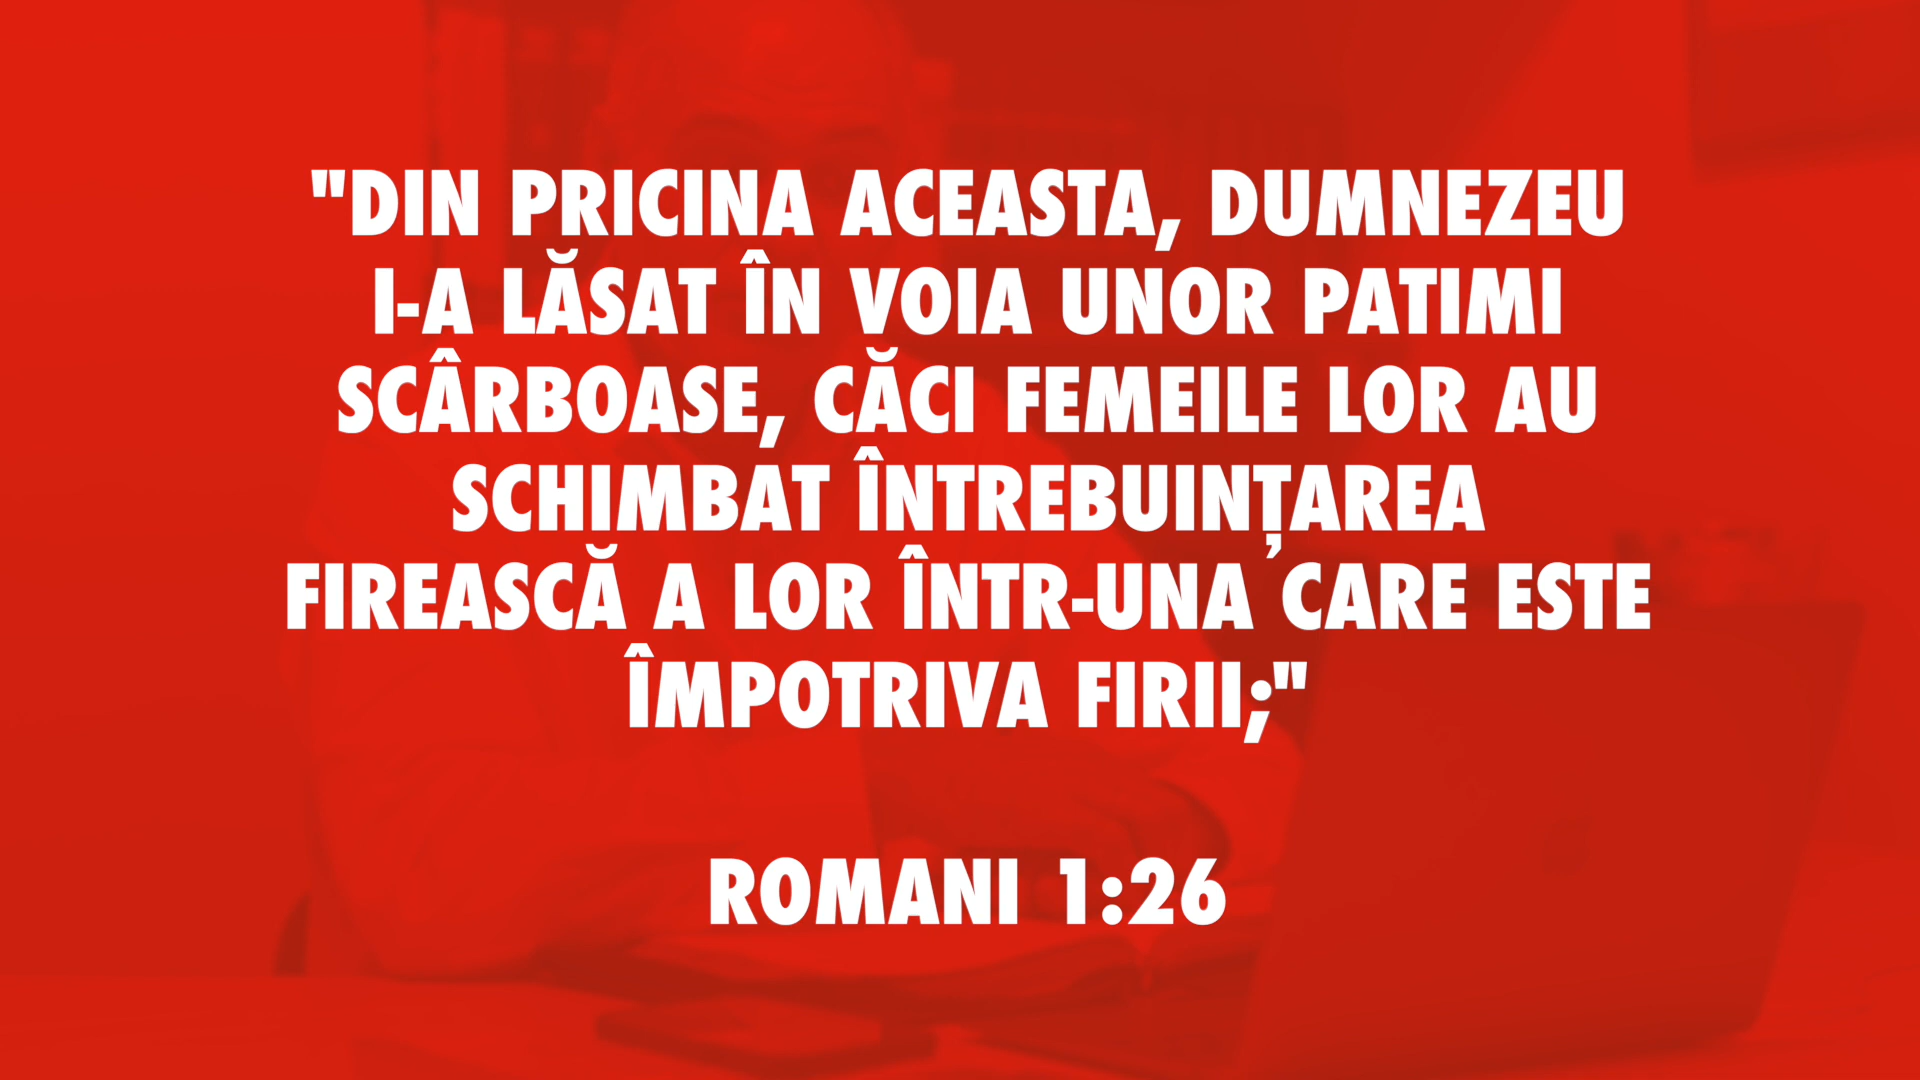 "DIN PRICINA ACEASTA, DUMNEZEU
I-A LĂSAT ÎN VOIA UNOR PATIMI
SCÂRBOASE, CĂCI FEMEILE LOR AU
SCHIMBAT ÎNTREBUINȚAREA
FIREASCĂ A LOR ÎNTR-UNA CARE ESTE
ÎMPOTRIVA FIRII;"
ROMANI 1:26